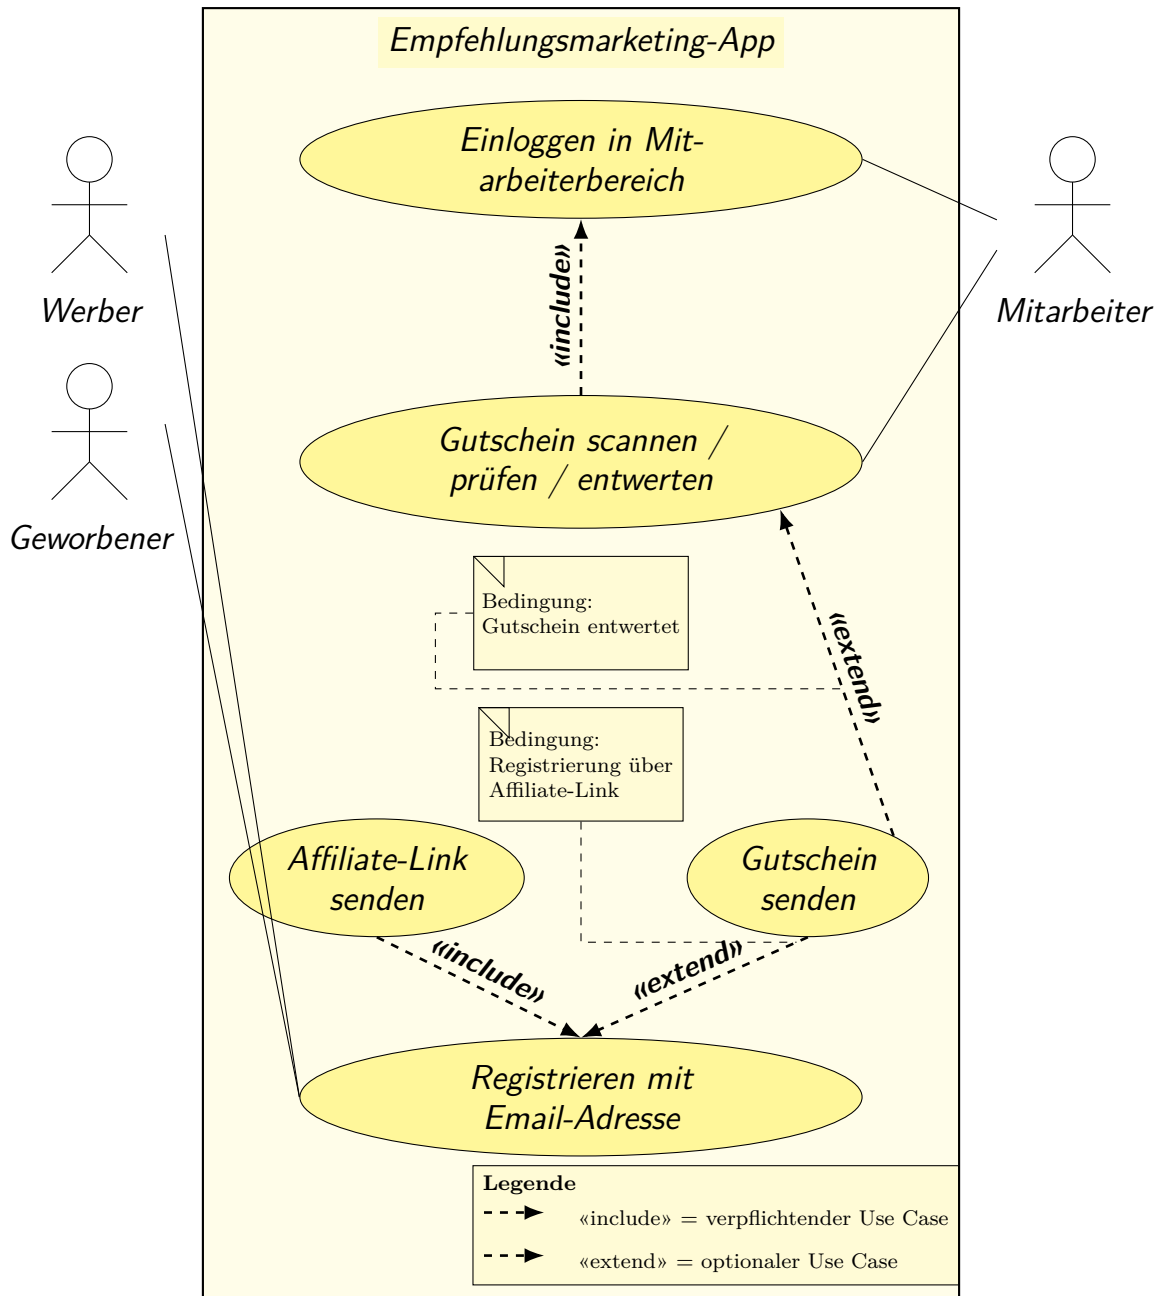 Empfehlungsmarketing-App
Einloggen in Mit-
arbeiterbereich
Werber
Mitarbeiter
«include»
Gutschein scannen /
prüfen / entwerten
Geworbener
Bedingung:
Gutschein entwertet
«extend»
Bedingung:
Registrierung über
Affiliate-Link
Affiliate-Link
senden
Gutschein
senden
«include»
«extend»
Registrieren mit
Email-Adresse
Legende
«include» = verpflichtender Use Case
«extend» = optionaler Use Case